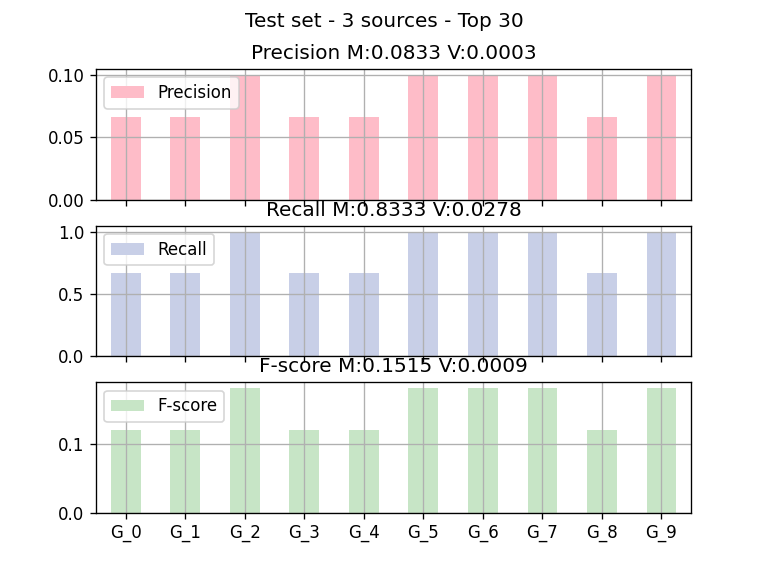 Test set - 3 sources - Top 30
Precision M:0.0833 V:0.0003
0.10
Precision
0.05
0.00
Recall M:0.8333 V:0.0278
1.0
Recall
0.5
0.0
F-score M:0.1515 V:0.0009
F-score
0.1
0.0
G_0 G_1 G_2 G_3 G_4 G_5 G_6 G_7 G_8 G_9